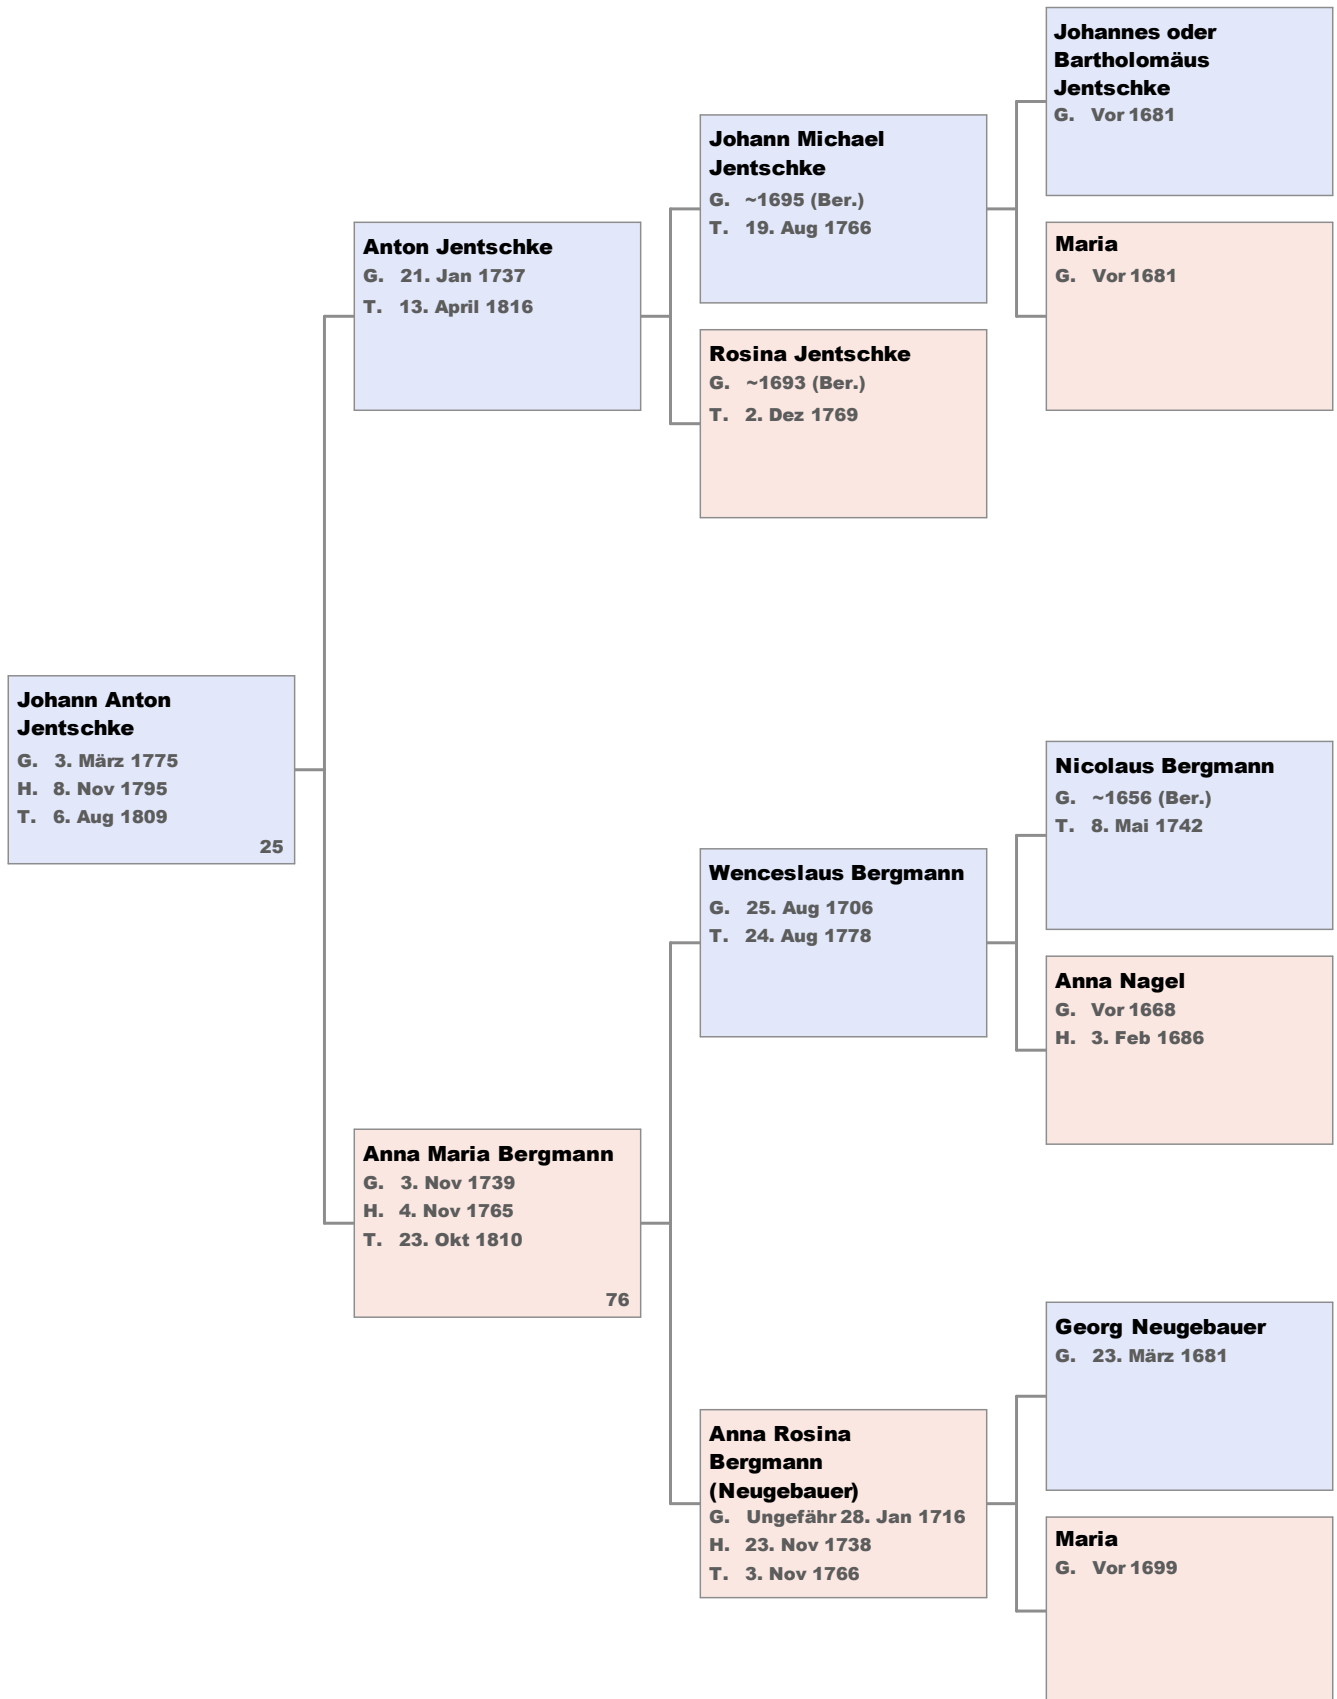 Johannes oder
Bartholomäus
Jentschke
G. Vor 1681
Johann Michael
Jentschke
G. ~1695 (Ber.)
T. 19. Aug 1766
Maria
G. Vor 1681
Anton Jentschke
G. 21. Jan 1737
T. 13. April 1816
Rosina Jentschke
G. ~1693 (Ber.)
T. 2. Dez 1769
Johann Anton
Jentschke
G. 3. März 1775
H. 8. Nov 1795
T. 6. Aug 1809
25
Nicolaus Bergmann
G. ~1656 (Ber.)
T. 8. Mai 1742
Wenceslaus Bergmann
G. 25. Aug 1706
T. 24. Aug 1778
Anna Nagel
G. Vor 1668
H. 3. Feb 1686
Anna Maria Bergmann
G. 3. Nov 1739
H. 4. Nov 1765
T. 23. Okt 1810
76
Georg Neugebauer
G. 23. März 1681
Anna Rosina
Bergmann
(Neugebauer)
G. Ungefähr 28. Jan 1716
H. 23. Nov 1738
T. 3. Nov 1766
Maria
G. Vor 1699